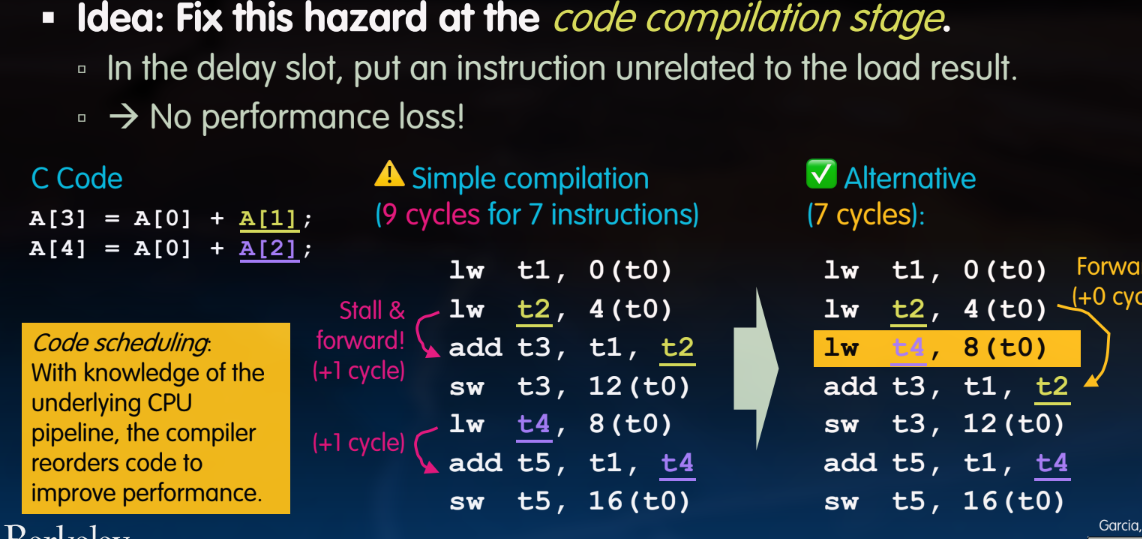 ▪ Idea: Fix this hazard at the code compilation stage.
▫ In the delay slot, put an instruction unrelated to the load result.
▫ → No performance loss!
C Code
A[3] = A[0] + A[1];
A[4] = A[0] + A[2];
Code scheduling:
With knowledge of the
underlying CPU
pipeline, the compiler
reorders code to
improve performance.
⚠ Simple compilation
(9 cycles for 7 instructions)
lw t1, 0(t0)
lw t2, 4(t0)
add t3, t1, t2
sw t3, 12(t0)
lw t4, 8(t0)
add t5, t1, t4
sw t5, 16(t0)
Stall &
forward!
(+1 cycle)
(+1 cycle)
✅ Alternative
(7 cycles):
lw t1, 0(t0)
lw t2, 4(t0)
lw t4, 8(t0)
add t3, t1, t2
sw t3, 12(t0)
add t5, t1, t4
sw t5, 16(t0)
Forwa
(+0 cyc
Berkeley
Garcia,